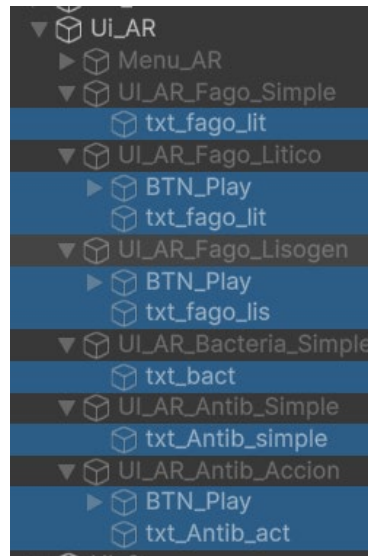 Ui_AR
Menu_AR
UI_AR_Fago_Simple
txt_fago_lit
UI_AR_Fago_Litico
BTN_Play
txt_fago_lit
UI_AR_Fago_Lisogen
BTN_Play
txt_fago_lis
UI_AR_Bacteria_Simple
txt_bact
UI_AR_Antib_Simple
txt_Antib_simple
UI_AR_Antib_Accion
BTN_Play
txt_Antib_act